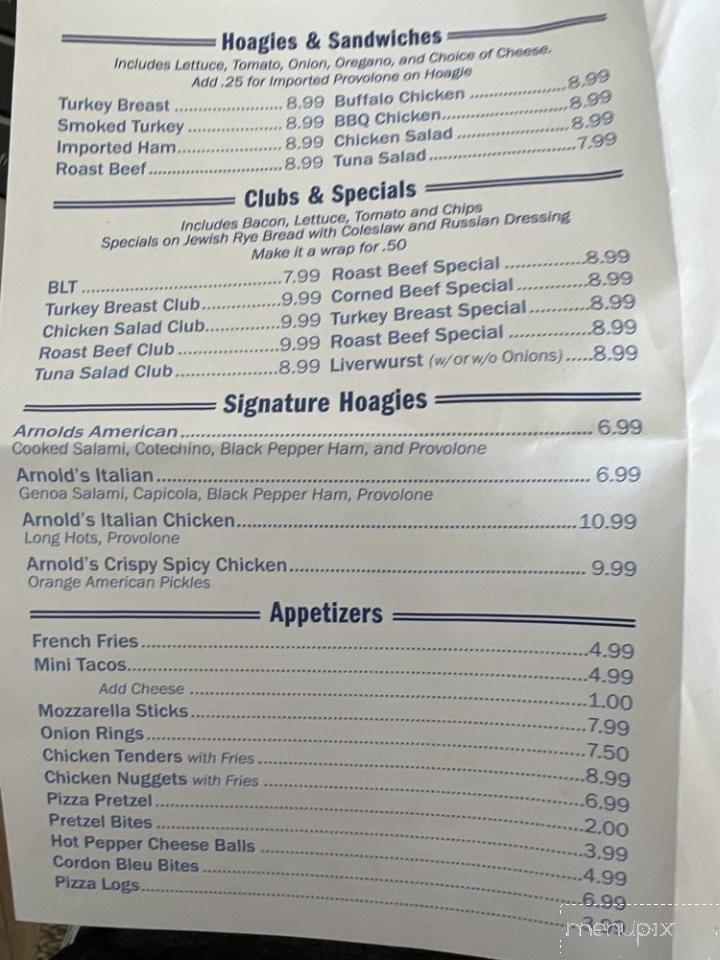 Hoagies & Sandwiches
Includes Lettuce, Tomato, Onion, Oregano, and Choice of Cheese.
Add .25 for Imported Provolone on Hoagie
Turkey Breast 8.99 Buffalo Chicken 8.99
Smoked Turkey 8.99 BBQ Chicken 8.99
Imported Ham 8.99 Chicken Salad 8.99
Roast Beef 8.99 Tuna Salad 7.99
Clubs & Specials
Includes Bacon, Lettuce, Tomato and Chips
Specials on Jewish Rye Bread with Coleslaw and Russian Dressing
Make it a wrap for .50
BLT 7.99 Roast Beef Special 8.99
Turkey Breast Club 9.99 Corned Beef Special 8.99
Chicken Salad Club 9.99 Turkey Breast Special 8.99
Roast Beef Club 9.99 Roast Beef Special 8.99
Tuna Salad Club 8.99 Liverwurst (w/or w/o Onions) 8.99
Signature Hoagies
Arnolds American 6.99
Cooked Salami, Cotechino, Black Pepper Ham, and Provolone
Arnold's Italian 6.99
Genoa Salami, Capicola, Black Pepper Ham, Provolone
Arnold's Italian Chicken 10.99
Long Hots, Provolone
Arnold's Crispy Spicy Chicken 9.99
Orange American Pickles
Appetizers
French Fries 4.99
Mini Tacos 4.99
Add Cheese 1.00
Mozzarella Sticks 7.99
Onion Rings 7.50
Chicken Tenders with Fries 8.99
Chicken Nuggets with Fries 6.99
Pizza Pretzel 2.00
Pretzel Bites 3.99
Hot Pepper Cheese Balls 4.99
Cordon Bleu Bites 6.99
Pizza Logs
menupix